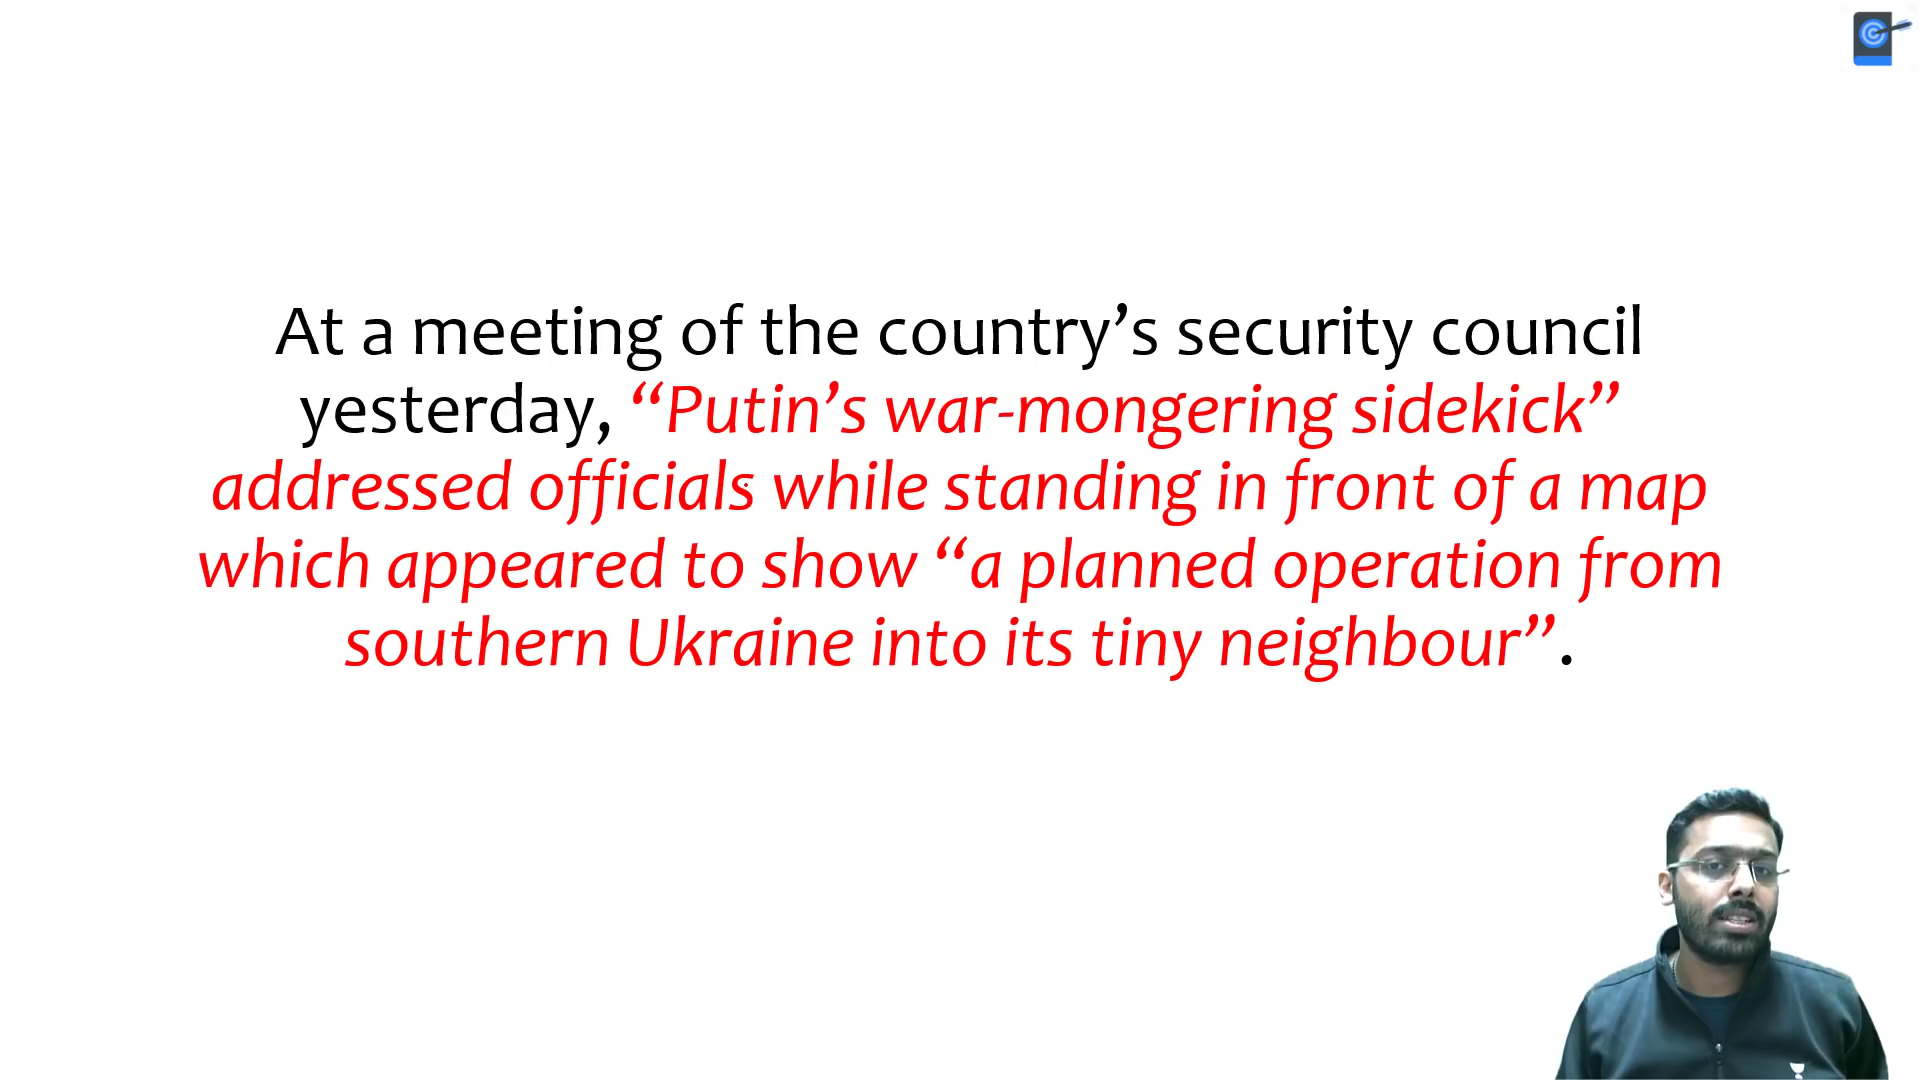 At a meeting of the country’s security council
yesterday, “Putin’s war-mongering sidekick”
addressed officials while standing in front of a map
which appeared to show “a planned operation from
southern Ukraine into its tiny neighbour”.